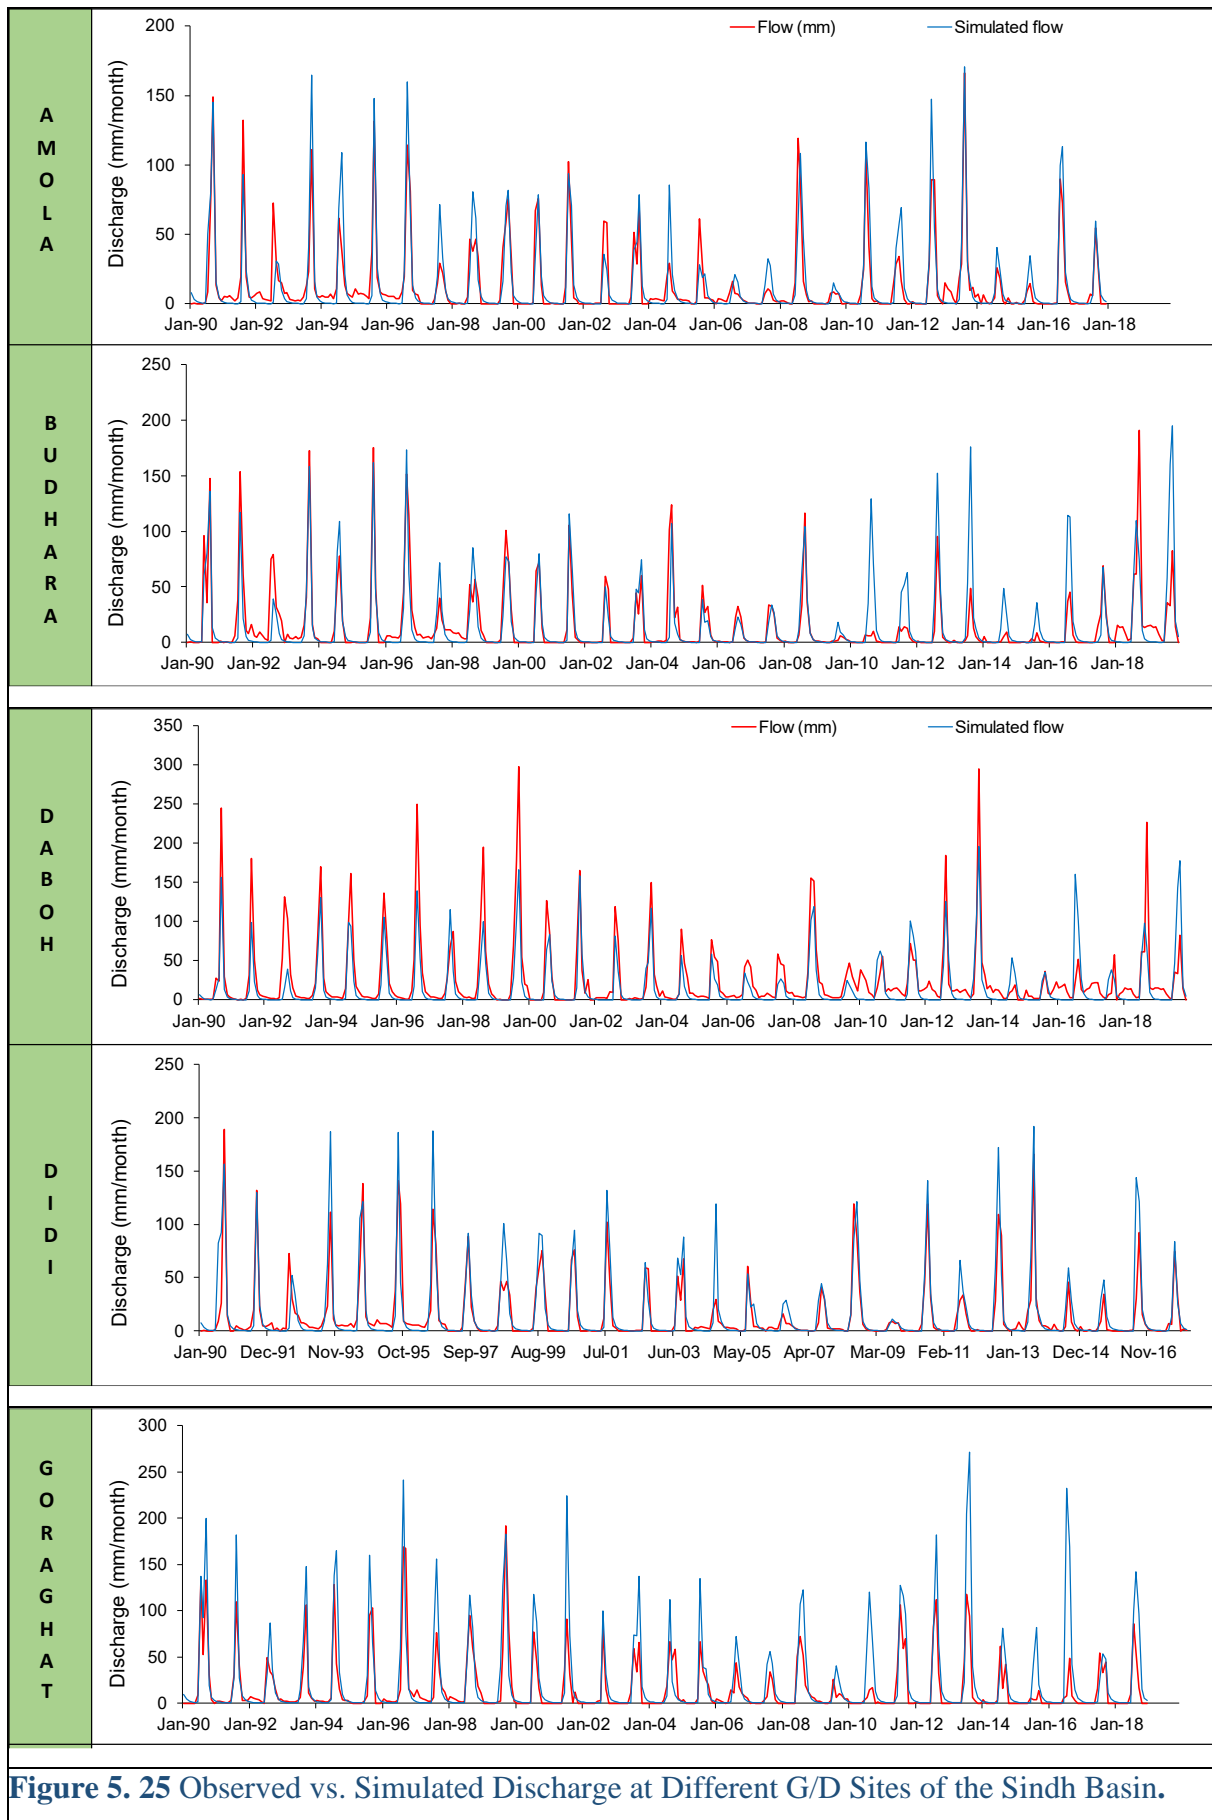 AMOLA
Discharge (mm/month)
Flow (mm) Simulated flow
200
150
100
50
0
Jan-90 Jan-92 Jan-94 Jan-96 Jan-98 Jan-00 Jan-02 Jan-04 Jan-06 Jan-08 Jan-10 Jan-12 Jan-14 Jan-16 Jan-18
BUDHARA
Discharge (mm/month)
250
200
150
100
50
0
Jan-90 Jan-92 Jan-94 Jan-96 Jan-98 Jan-00 Jan-02 Jan-04 Jan-06 Jan-08 Jan-10 Jan-12 Jan-14 Jan-16 Jan-18
DABOH
Discharge (mm/month)
Flow (mm) Simulated flow
350
300
250
200
150
100
50
0
Jan-90 Jan-92 Jan-94 Jan-96 Jan-98 Jan-00 Jan-02 Jan-04 Jan-06 Jan-08 Jan-10 Jan-12 Jan-14 Jan-16 Jan-18
DIDI
Discharge (mm/month)
250
200
150
100
50
0
Jan-90 Dec-91 Nov-93 Oct-95 Sep-97 Aug-99 Jul-01 Jun-03 May-05 Apr-07 Mar-09 Feb-11 Jan-13 Dec-14 Nov-16
GORAGHAT
Discharge (mm/month)
300
250
200
150
100
50
0
Jan-90 Jan-92 Jan-94 Jan-96 Jan-98 Jan-00 Jan-02 Jan-04 Jan-06 Jan-08 Jan-10 Jan-12 Jan-14 Jan-16 Jan-18
Figure 5. 25 Observed vs. Simulated Discharge at Different G/D Sites of the Sindh Basin.